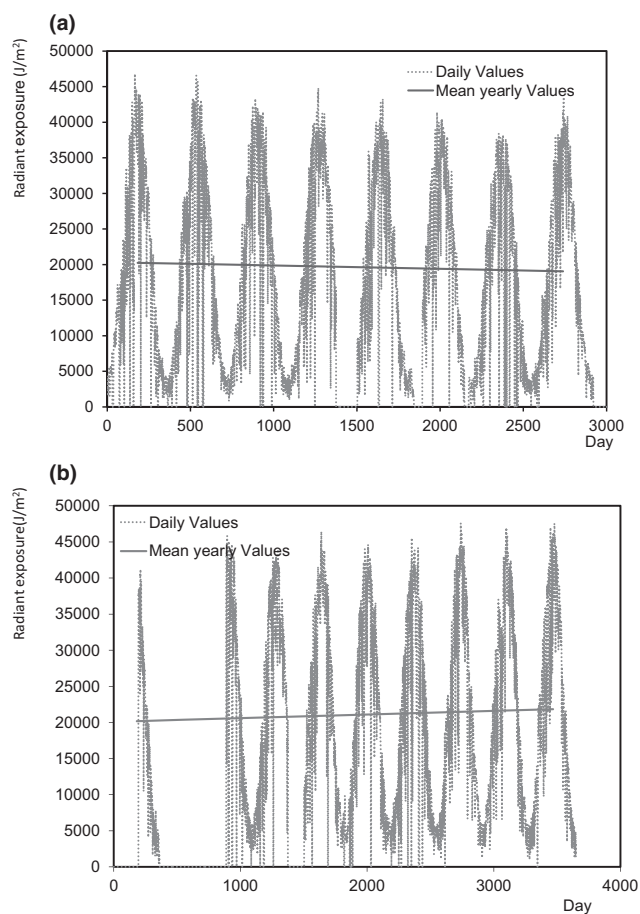 (a)
Radiant exposure (J/m²)
50000
45000
40000
35000
30000
25000
20000
15000
10000
5000
0
Daily Values
Mean yearly Values
0 500 1000 1500 2000 2500 3000
Day
(b)
Radiant exposure(J/m²)
50000
45000
40000
35000
30000
25000
20000
15000
10000
5000
0
Daily Values
Mean yearly Values
0 1000 2000 3000 4000
Day